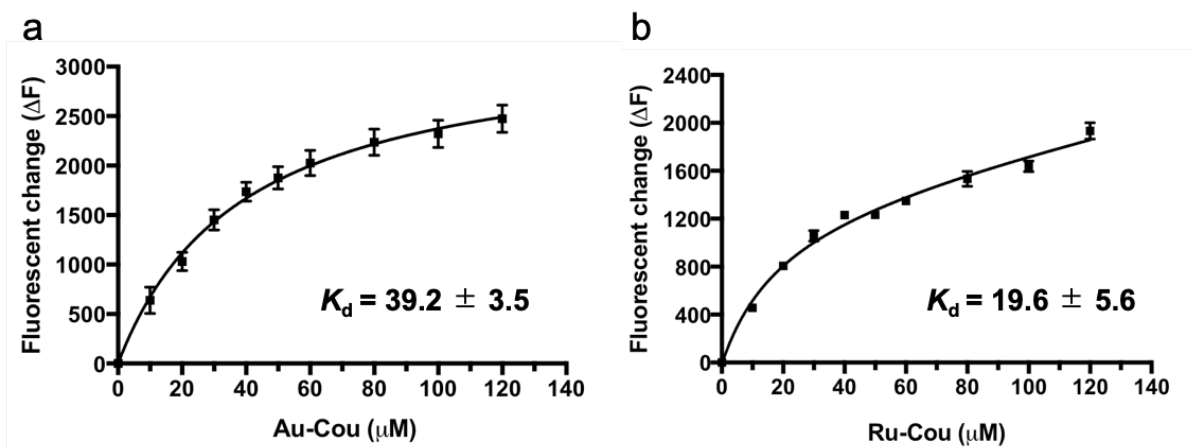 a
Fluorescent change (ΔF)
3000
2500
2000
1500
1000
500
0
0 20 40 60 80 100 120 140
Au-Cou (μM)
Kd = 39.2 ± 3.5
b
Fluorescent change (ΔF)
2400
2000
1600
1200
800
400
0
0 20 40 60 80 100 120 140
Ru-Cou (μM)
Kd = 19.6 ± 5.6